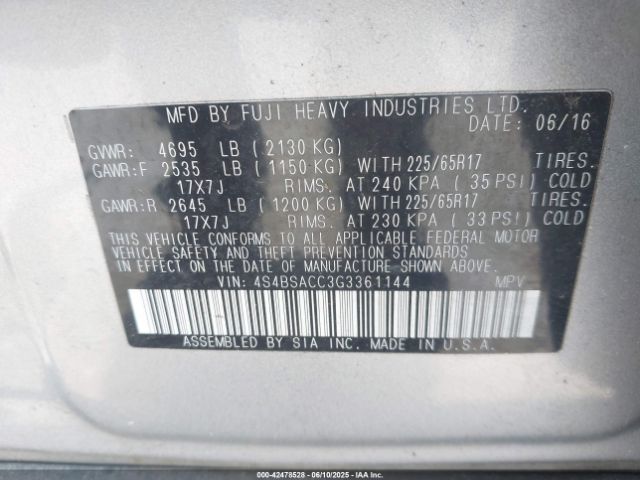 MFD BY FUJI HEAVY INDUSTRIES LTD.
DATE: 06/16
GVWR: 4695 LB (2130 KG)
GAWR:F 2535 LB (1150 KG) WITH 225/65R17 TIRES.
17X7J RIMS. AT 240 KPA (35 PSI) COLD
GAWR:R 2645 LB (1200 KG) WITH 225/65R17 TIRES.
17X7J RIMS. AT 230 KPA (33 PSI) COLD
THIS VEHICLE CONFORMS TO ALL APPLICABLE FEDERAL MOTOR
VEHICLE SAFETY AND THEFT PREVENTION STANDARDS
IN EFFECT ON THE DATE OF MANUFACTURE SHOWN ABOVE.
VIN: 4S4BSACC3G3361144 MPV
ASSEMBLED BY SIA INC. MADE IN U.S.A.
000-42478528 - 06/10/2025 - IAAI.COM